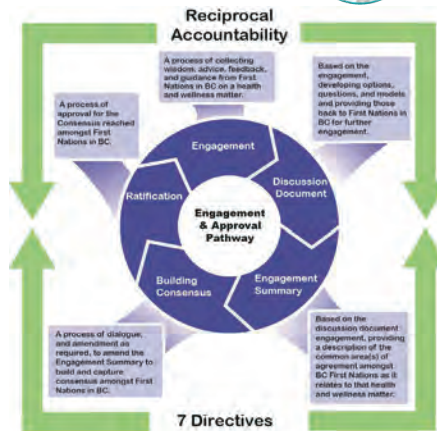 Reciprocal
Accountability
A process of collecting
wisdom, advice, feedback,
and guidance from First
Nations in BC on a health
and wellness matter.
A process of
approval for the
Consensus reached
amongst First
Nations in BC.
Based on the
engagement,
developing options,
questions, and models
and providing those
back to First Nations in
BC for further
engagement.
Engagement
Discussion
Document
Ratification
Engagement
& Approval
Pathway
Building
Consensus
Engagement
Summary
A process of dialogue,
and amendment as
required, to amend the
Engagement Summary to
build and capture
consensus amongst First
Nations in BC.
Based on the
discussion document
engagement, providing
a description of the
common area(s) of
agreement amongst
BC First Nations as it
relates to that health
and wellness matter.
7 Directives